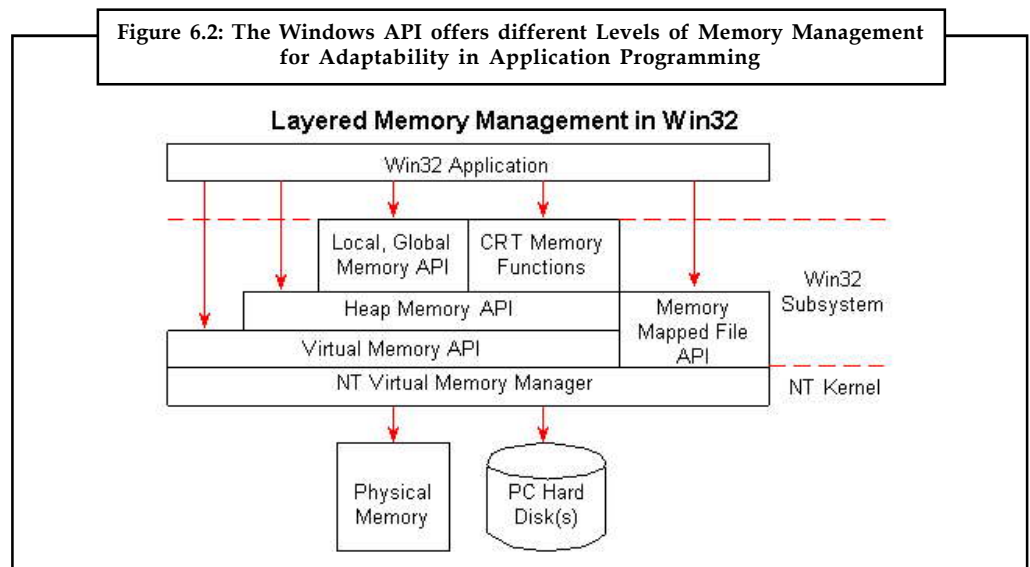 Figure 6.2: The Windows API offers different Levels of Memory Management
for Adaptability in Application Programming
Layered Memory Management in Win32
Win32 Application
Local, Global
Memory API
CRT Memory
Functions
Heap Memory API
Memory
Mapped File
API
Win32
Subsystem
Virtual Memory API
NT Virtual Memory Manager
NT Kernel
Physical
Memory
PC Hard
Disk(s)